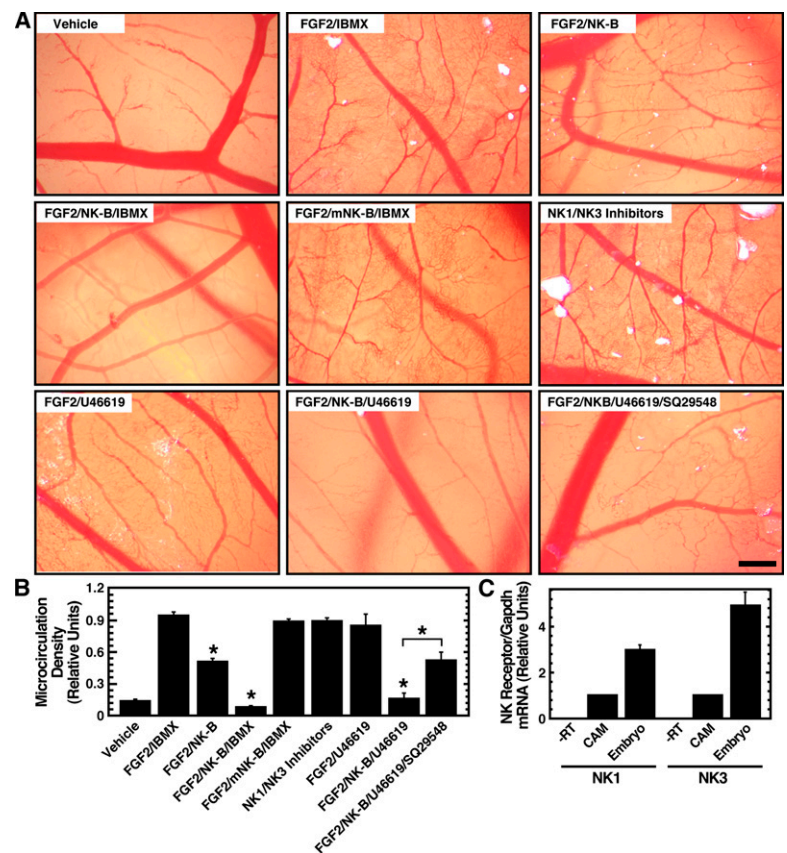 A
Vehicle
FGF2/IBMX
FGF2/NK-B
FGF2/NK-B/IBMX
FGF2/mNK-B/IBMX
NK1/NK3 Inhibitors
FGF2/U46619
FGF2/NK-B/U46619
FGF2/NKB/U46619/SQ29548
B
Microcirculation
Density
(Relative Units)
1.2
0.9
0.6
0.3
0
*
*
*
*
Vehicle
FGF2/IBMX
FGF2/NK-B
FGF2/NK-B/IBMX
FGF2/mNK-B/IBMX
NK1/NK3 Inhibitors
FGF2/U46619
FGF2/NK-B/U46619
FGF2/NK-B/U46619/SQ29548
C
NK Receptor/Gapdh
mRNA (Relative Units)
4
2
0
-RT
CAM
Embryo
-RT
CAM
Embryo
NK1
NK3